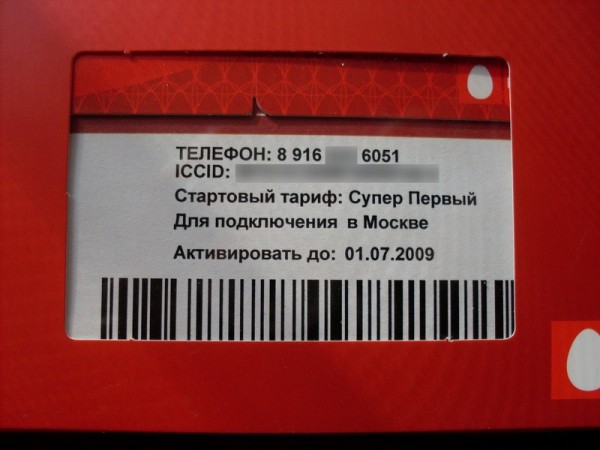 ТЕЛЕФОН: 8 916 6051
ICCID:
Стартовый тариф: Супер Первый
Для подключения в Москве
Активировать до: 01.07.2009